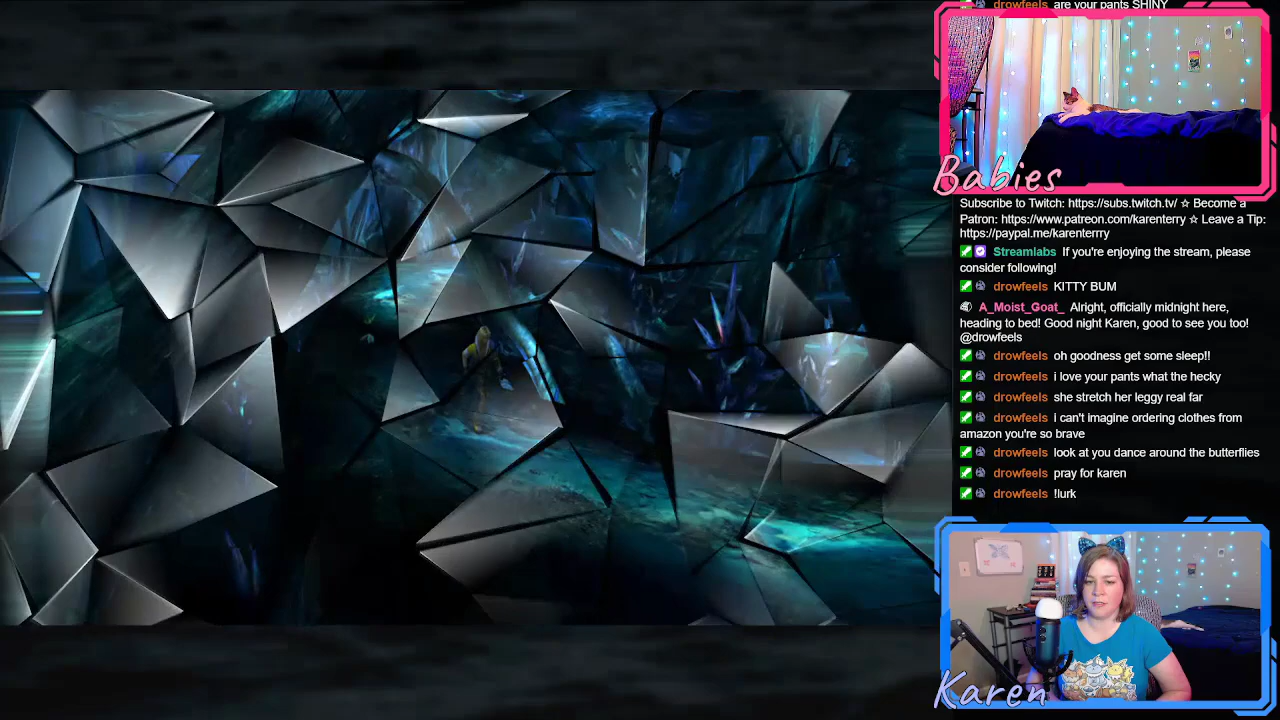 drowfeels are your pants SHINY
Babies
Subscribe to Twitch: https://subs.twitch.tv/ ☆ Become a
Patron: https://www.patreon.com/karenterry ☆ Leave a Tip:
https://paypal.me/karenterrry
Streamlabs If you're enjoying the stream, please
consider following!
drowfeels KITTY BUM
A_Moist_Goat_ Alright, officially midnight here,
heading to bed! Good night Karen, good to see you too!
@drowfeels
drowfeels oh goodness get some sleep!!
drowfeels i love your pants what the hecky
drowfeels she stretch her leggy real far
drowfeels i can't imagine ordering clothes from
amazon you're so brave
drowfeels look at you dance around the butterflies
drowfeels pray for karen
drowfeels !lurk
Karen